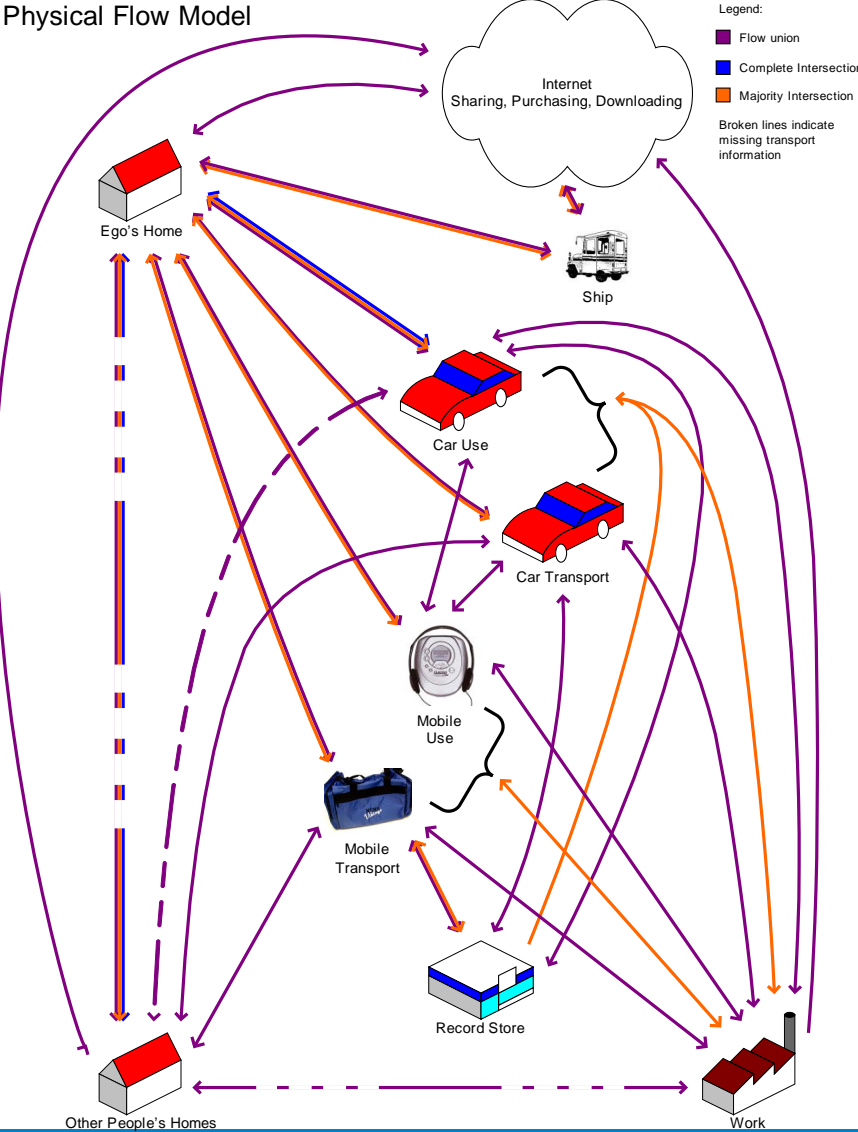 Physical Flow Model
Legend:
Flow union
Complete Intersection
Majority Intersection
Broken lines indicate
missing transport
information
Internet
Sharing, Purchasing, Downloading
Ego's Home
Ship
Car Use
Car Transport
Mobile
Use
Mobile
Transport
Record Store
Other People's Homes
Work